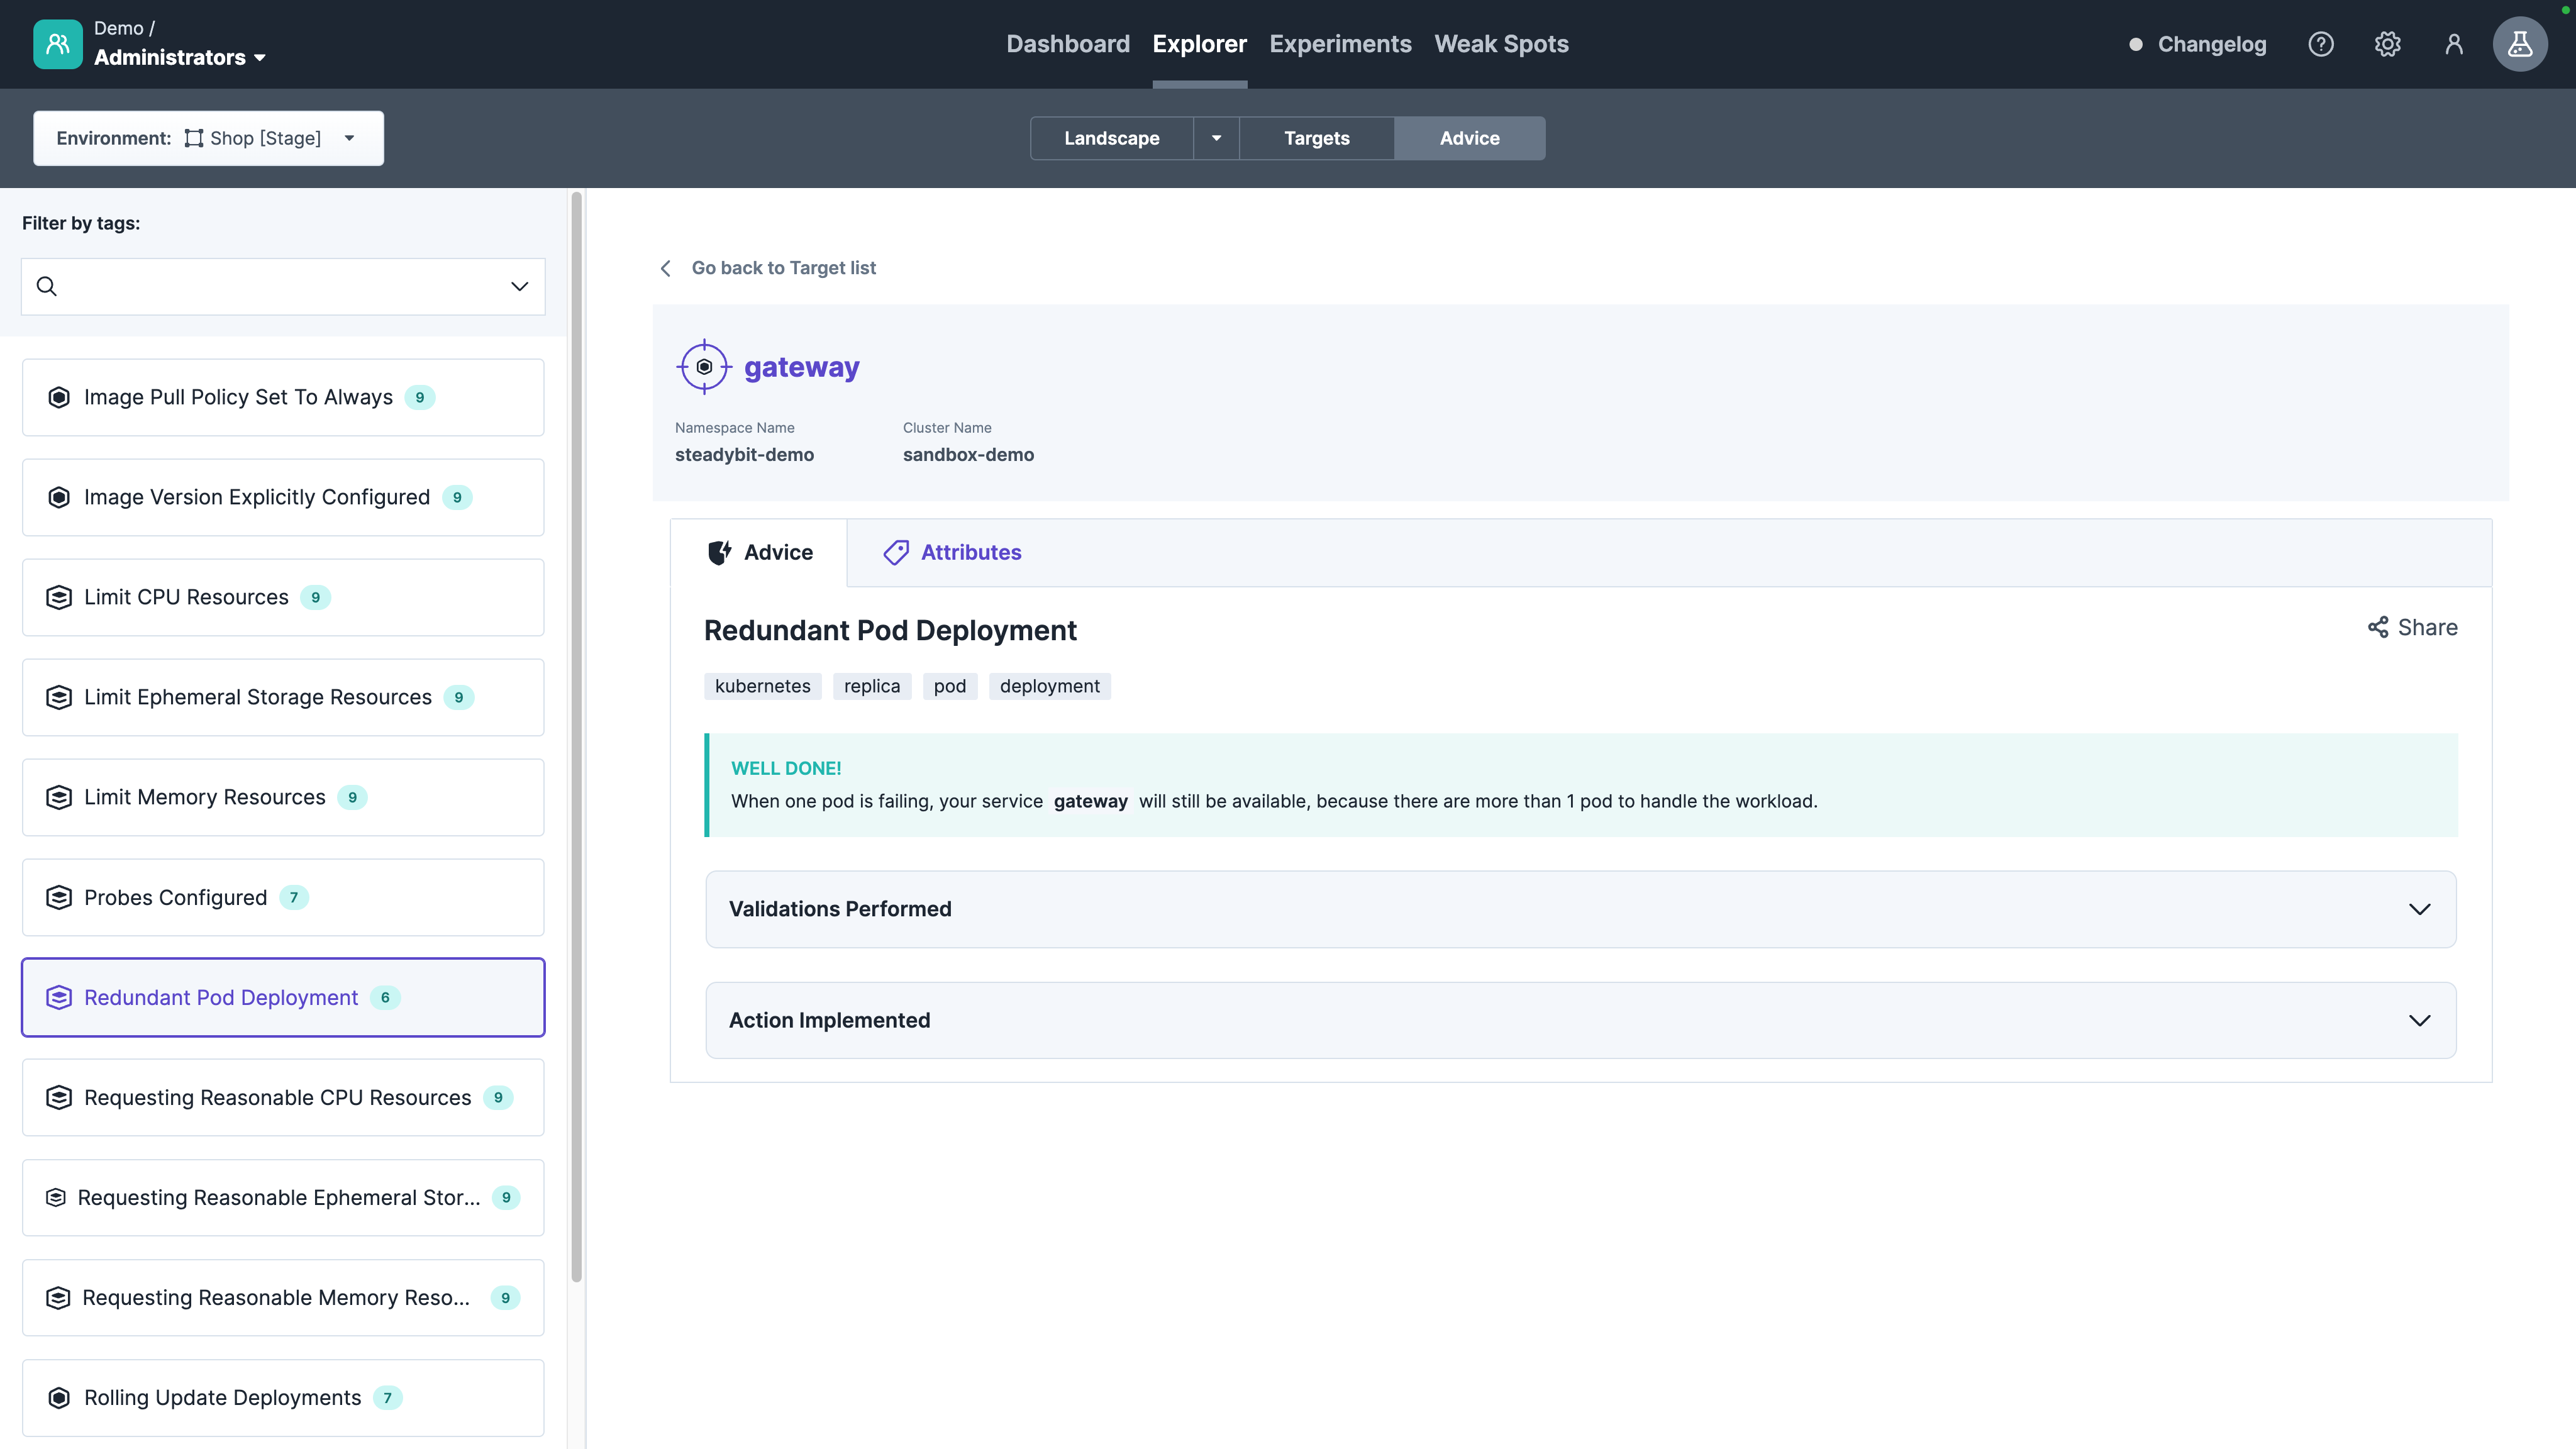 Demo /
Administrators
Dashboard
Explorer
Experiments
Weak Spots
Changelog
Environment: Shop [Stage]
Landscape
Targets
Advice
Filter by tags:
Image Pull Policy Set To Always 9
Image Version Explicitly Configured 9
Limit CPU Resources 9
Limit Ephemeral Storage Resources 9
Limit Memory Resources 9
Probes Configured 7
Redundant Pod Deployment 6
Requesting Reasonable CPU Resources 9
Requesting Reasonable Ephemeral Stor... 9
Requesting Reasonable Memory Reso... 9
Rolling Update Deployments 7
Go back to Target list
gateway
Namespace Name
steadybit-demo
Cluster Name
sandbox-demo
Advice
Attributes
Redundant Pod Deployment
Share
kubernetes replica pod deployment
WELL DONE!
When one pod is failing, your service gateway will still be available, because there are more than 1 pod to handle the workload.
Validations Performed
Action Implemented